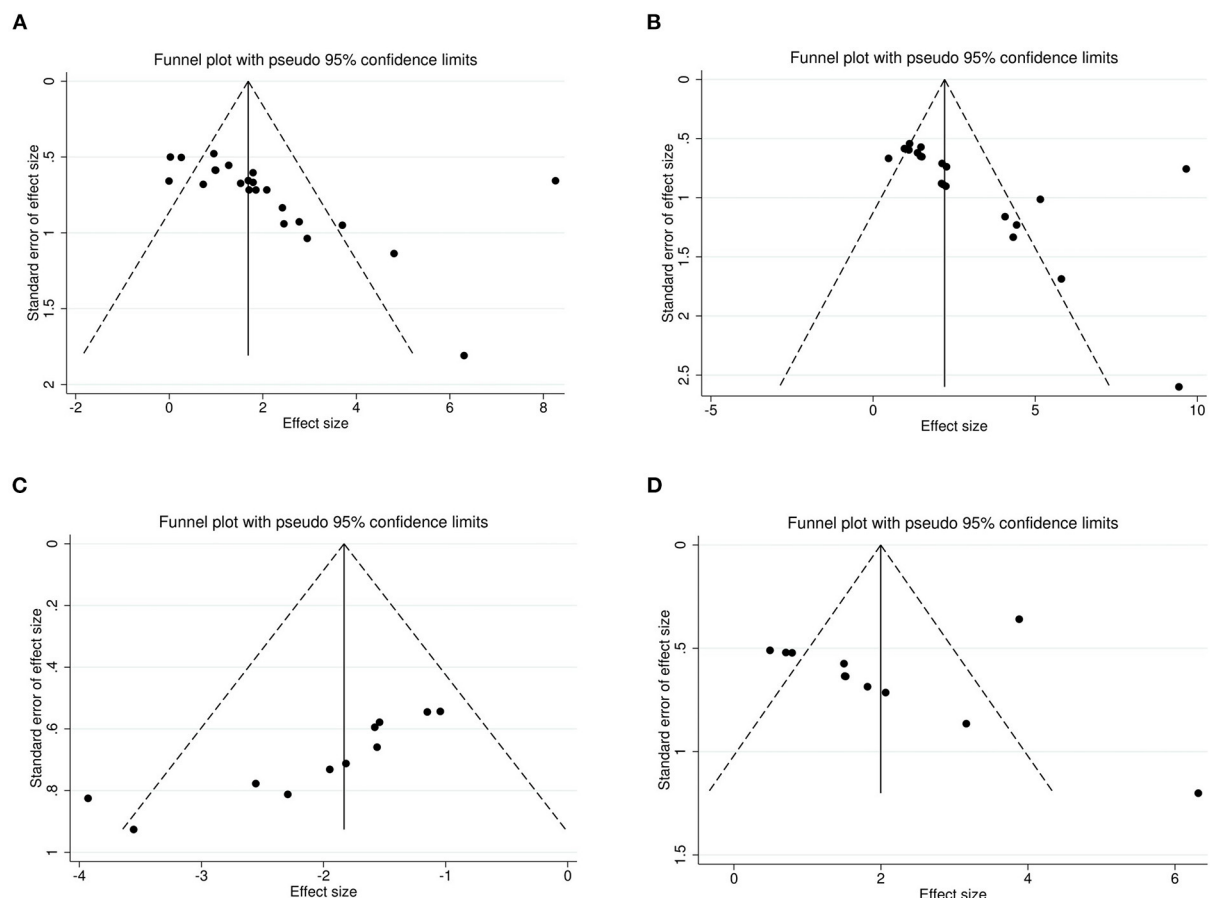 A
Funnel plot with pseudo 95% confidence limits
Standard error of effect size
0
.5
1
1.5
2
-2
0
2
4
6
8
Effect size
B
Funnel plot with pseudo 95% confidence limits
Standard error of effect size
0
.5
1
1.5
2
2.5
-5
0
5
10
Effect size
C
Funnel plot with pseudo 95% confidence limits
Standard error of effect size
0
.2
.4
.6
.8
1
-4
-3
-2
-1
0
Effect size
D
Funnel plot with pseudo 95% confidence limits
Standard error of effect size
0
.5
1
1.5
0
2
4
6
Effect size